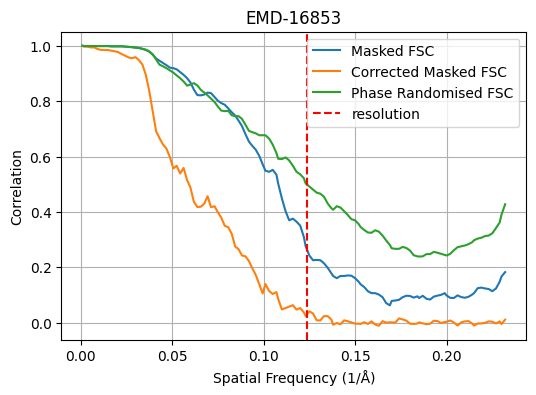 EMD-16853
Masked FSC
Corrected Masked FSC
Phase Randomised FSC
resolution
Correlation
1.0
0.8
0.6
0.4
0.2
0.0
0.00 0.05 0.10 0.15 0.20
Spatial Frequency (1/Å)